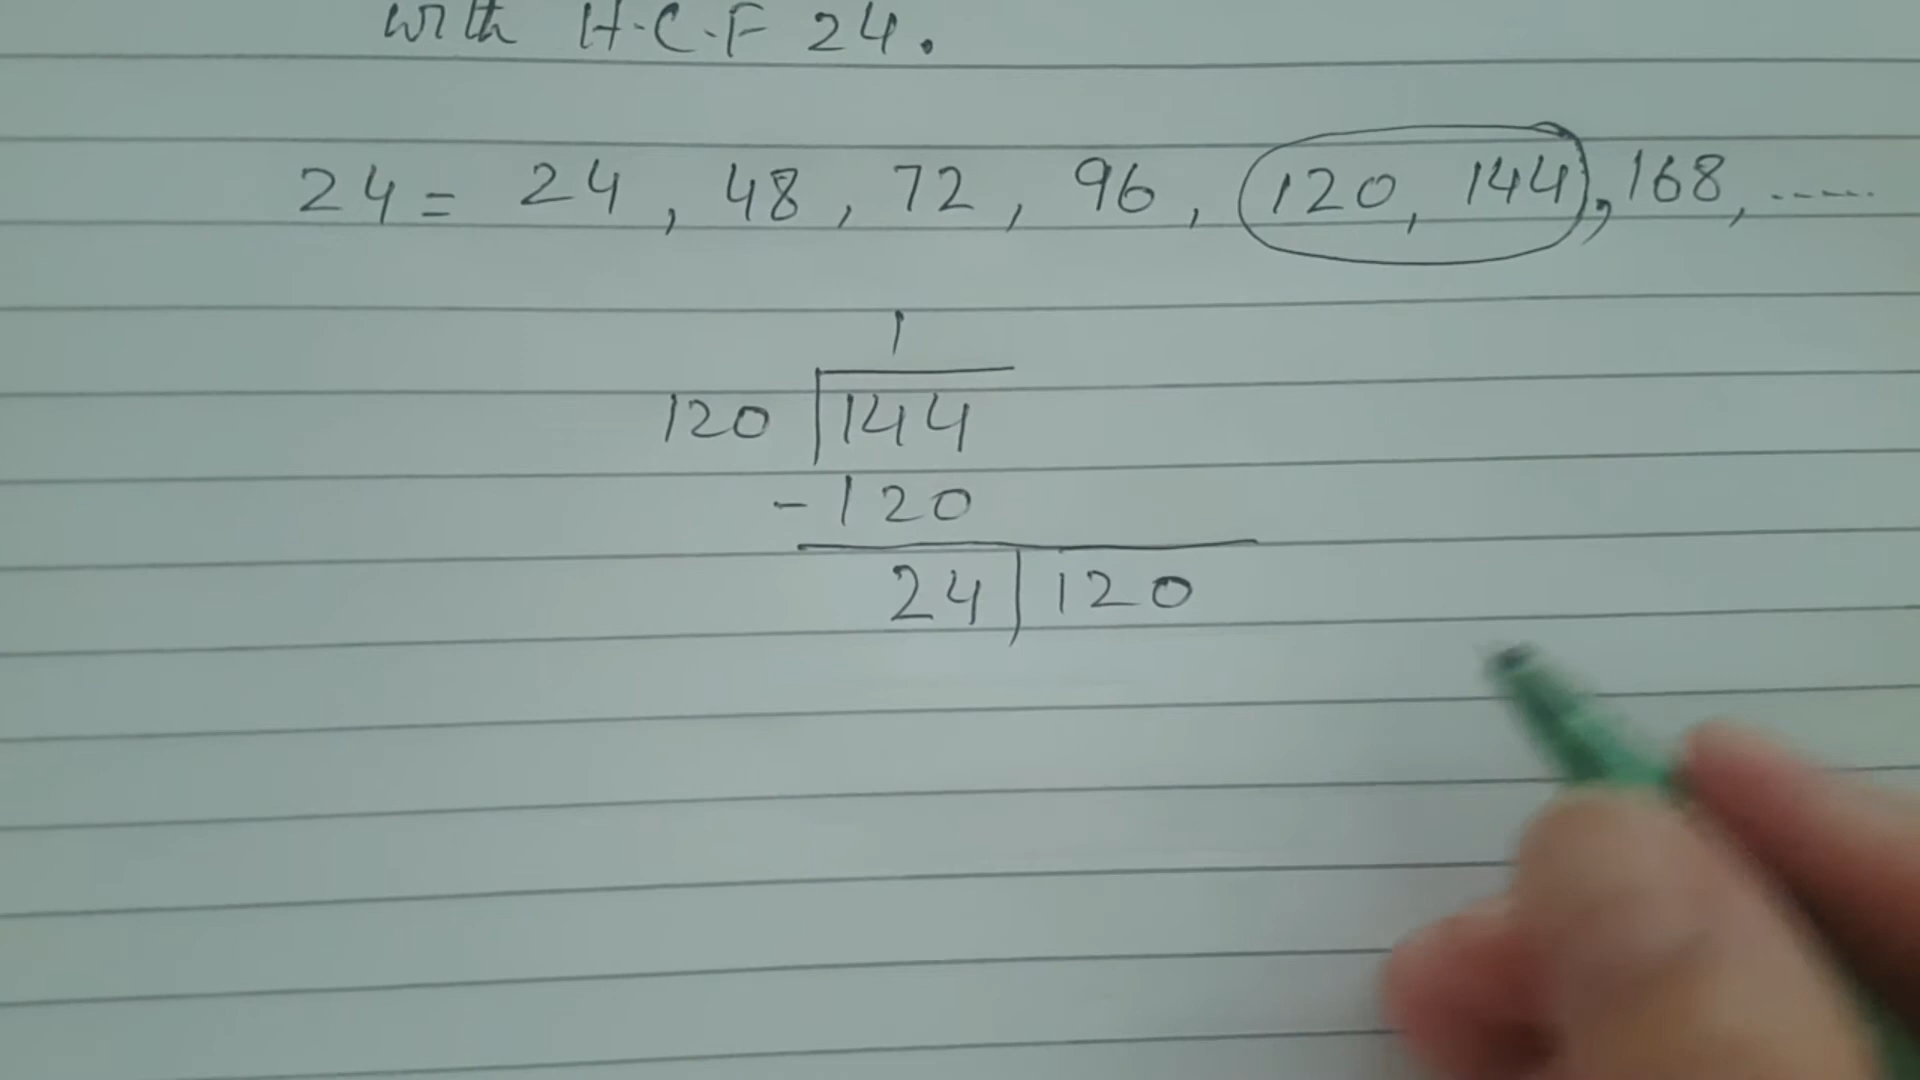 with H.C.F 24.
24 = 24, 48, 72, 96, 120, 144, 168, ......
1
120 144
- 120
24 120